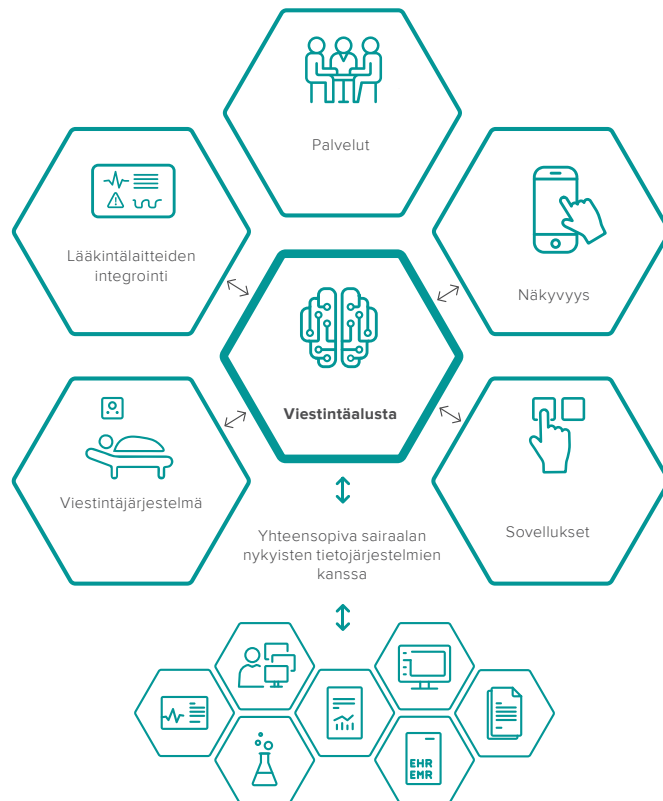 Palvelut
Lääkintälaitteiden
integrointi
Näkyvyys
Viestintäalusta
Viestintäjärjestelmä
Sovellukset
Yhteensopiva sairaalan
nykyisten tietojärjestelmien
kanssa
EHR
EMR